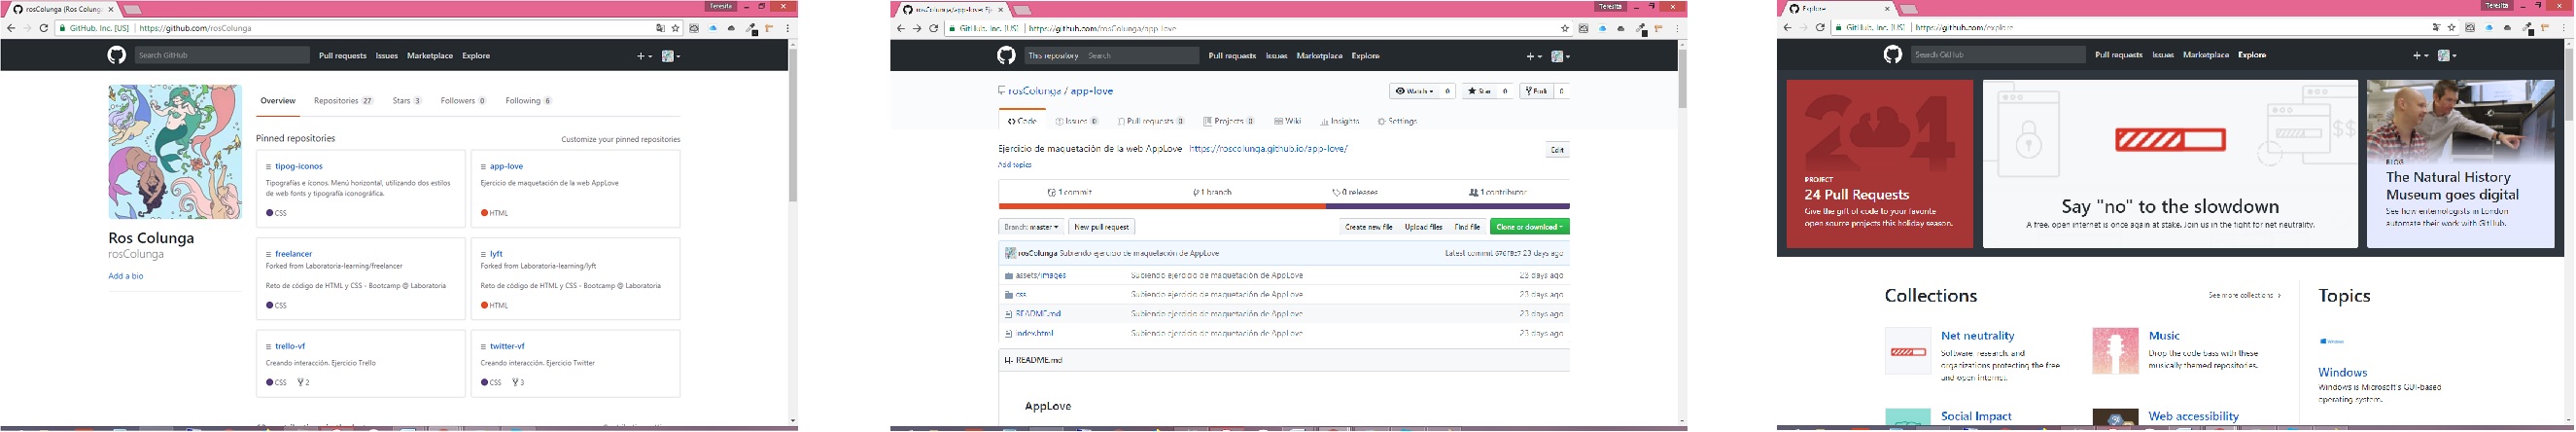 rosColunga (Ros Colunga
Teresita
GitHub, Inc. [US] | https://github.com/rosColunga
Search GitHub
Pull requests Issues Marketplace Explore
Overview Repositories 27 Stars 3 Followers 0 Following 6
Pinned repositories Customize your pinned repositories
tipog-iconos
Tipografías e íconos. Menú horizontal, utilizando dos estilos
de web fonts y tipografía iconográfica.
CSS
app-love
Ejercicio de maquetación de la web AppLove
HTML
Ros Colunga
rosColunga
Add a bio
freelancer
Forked from Laboratoria-learning/freelancer
Reto de código de HTML y CSS - Bootcamp @ Laboratoria
CSS
lyft
Forked from Laboratoria-learning/lyft
Reto de código de HTML y CSS - Bootcamp @ Laboratoria
HTML
trello-vf
Creando interacción. Ejercicio Trello
CSS 2
twitter-vf
Creando interacción. Ejercicio Twitter
CSS 3
rosColunga/app-love: Eje
Teresita
GitHub, Inc. [US] | https://github.com/rosColunga/app-love
This repository Search
Pull requests Issues Marketplace Explore
rosColunga / app-love
Watch 0 Star 0 Fork 0
Code Issues 0 Pull requests 0 Projects 0 Wiki Insights Settings
Ejercicio de maquetación de la web AppLove https://roscolunga.github.io/app-love/
Edit
Add topics
1 commit 1 branch 0 releases 1 contributor
Branch: master New pull request Create new file Upload files Find file Clone or download
rosColunga Subiendo ejercicio de maquetación de AppLove Latest commit 23 days ago
assets/images Subiendo ejercicio de maquetación de AppLove 23 days ago
css Subiendo ejercicio de maquetación de AppLove 23 days ago
README.md Subiendo ejercicio de maquetación de AppLove 23 days ago
index.html Subiendo ejercicio de maquetación de AppLove 23 days ago
README.md
AppLove
Explore
Teresita
GitHub, Inc. [US] | https://github.com/explore
Search GitHub
Pull requests Issues Marketplace Explore
24
PROJECT
24 Pull Requests
Give the gift of code to your favorite
open source projects this holiday season.
$$
Say "no" to the slowdown
A free, open internet is once again at stake. Join us in the fight for net neutrality.
BLOG
The Natural History
Museum goes digital
See how entomologists in London
automate their work with GitHub.
Collections See more collections
Net neutrality
Software, research, and
organizations protecting the free
and open internet.
Music
Drop the code bass with these
musically themed repositories.
Social Impact
Web accessibility
Topics
Windows
Windows
Windows is Microsoft's GUI-based
operating system.